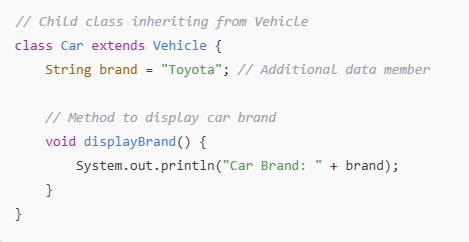 // Child class inheriting from Vehicle
class Car extends Vehicle {
    String brand = "Toyota"; // Additional data member

    // Method to display car brand
    void displayBrand() {
        System.out.println("Car Brand: " + brand);
    }
}